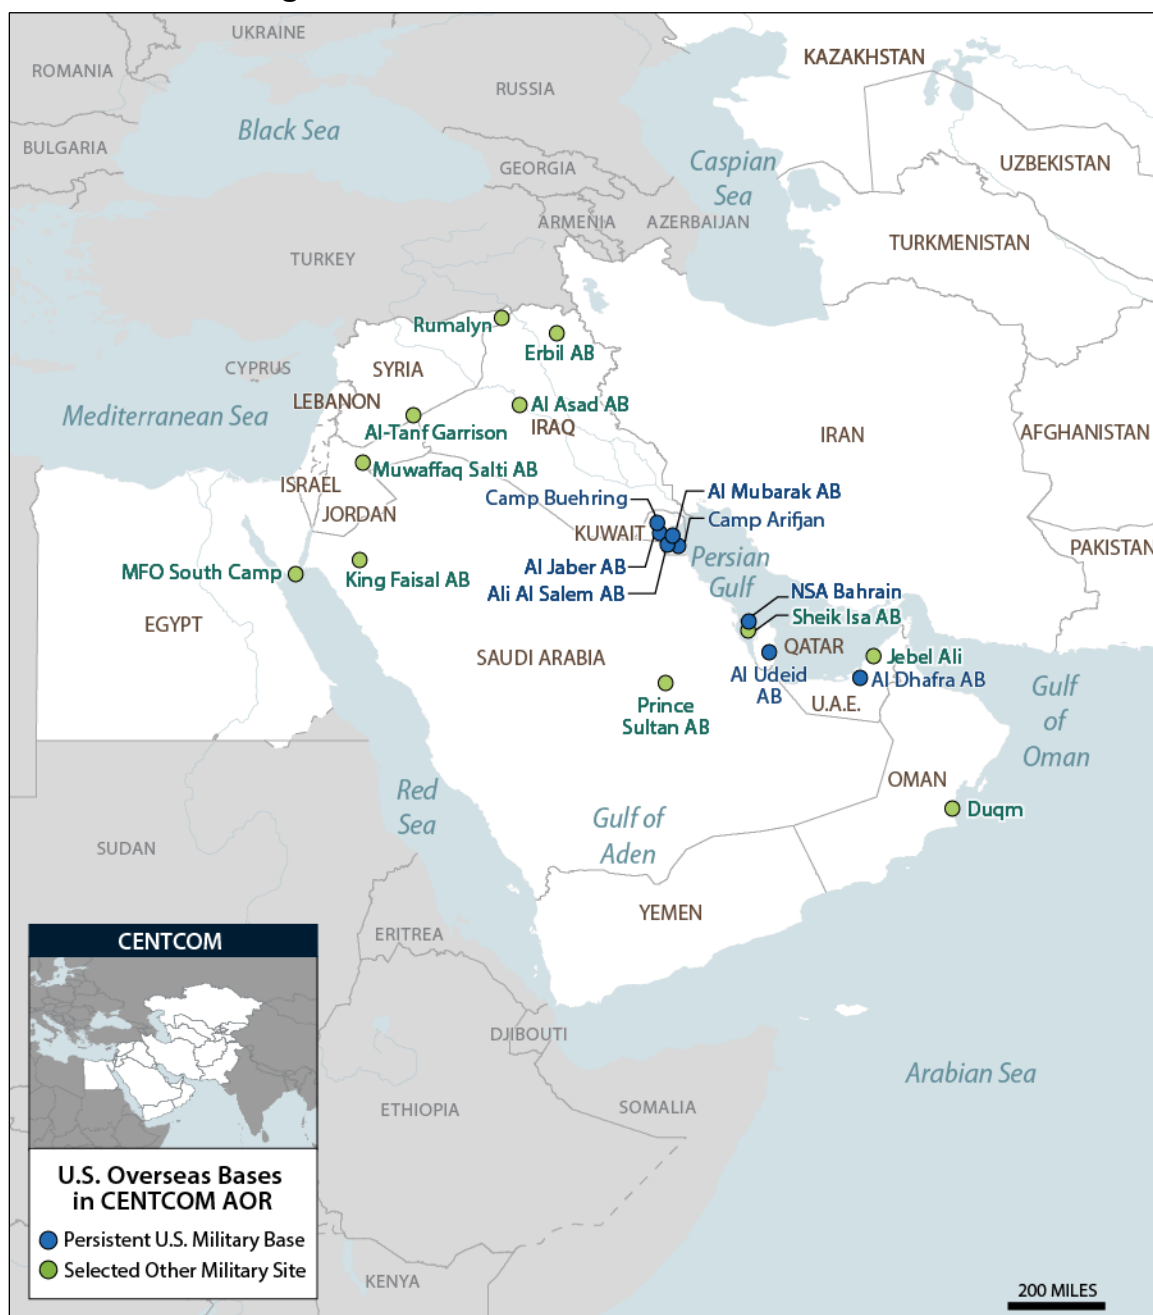 UKRAINE
ROMANIA
RUSSIA
KAZAKHSTAN
Black Sea
BULGARIA
GEORGIA
Caspian
Sea
UZBEKISTAN
ARMENIA
AZERBAIJAN
TURKMENISTAN
TURKEY
Rumalyn
Erbil AB
CYPRUS
SYRIA
LEBANON
Mediterranean Sea
Al Asad AB
IRAQ
Al-Tanf Garrison
IRAN
AFGHANISTAN
Muwaffaq Salti AB
ISRAEL
JORDAN
Camp Buehring
Al Mubarak AB
KUWAIT
Camp Arifjan
PAKISTAN
Al Jaber AB
Ali Al Salem AB
Persian
Gulf
MFO South Camp
King Faisal AB
NSA Bahrain
Sheik Isa AB
EGYPT
SAUDI ARABIA
QATAR
Jebel Ali
Al Udeid
AB
Al Dhafra AB
U.A.E.
Prince
Sultan AB
Gulf
of
Oman
OMAN
Duqm
Red
Sea
Gulf of
Aden
SUDAN
YEMEN
ERITREA
DJIBOUTI
Arabian Sea
ETHIOPIA
SOMALIA
KENYA
CENTCOM
U.S. Overseas Bases
in CENTCOM AOR
Persistent U.S. Military Base
Selected Other Military Site
200 MILES